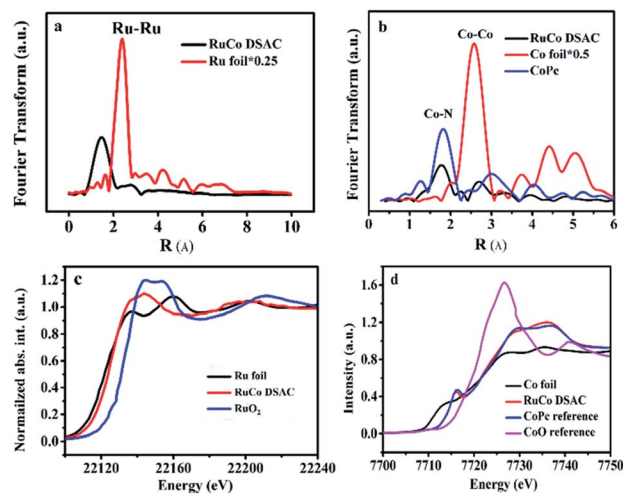 a
Ru-Ru
RuCo DSAC
Ru foil*0.25
Fourier Transform (a.u.)
0 2 4 6 8 10
R (Å)
b
Co-Co
Co-N
RuCo DSAC
Co foil*0.5
CoPc
Fourier Transform (a.u.)
0 1 2 3 4 5 6
R (Å)
c
Normailzed abs. int. (a.u.)
1.4
1.2
1.0
0.8
0.6
0.4
0.2
0.0
Ru foil
RuCo DSAC
RuO2
22120 22160 22200 22240
Energy (eV)
d
Intensity (a.u.)
1.6
1.2
0.8
0.4
0.0
Co foil
RuCo DSAC
CoPc reference
CoO reference
7700 7710 7720 7730 7740 7750
Energy (eV)